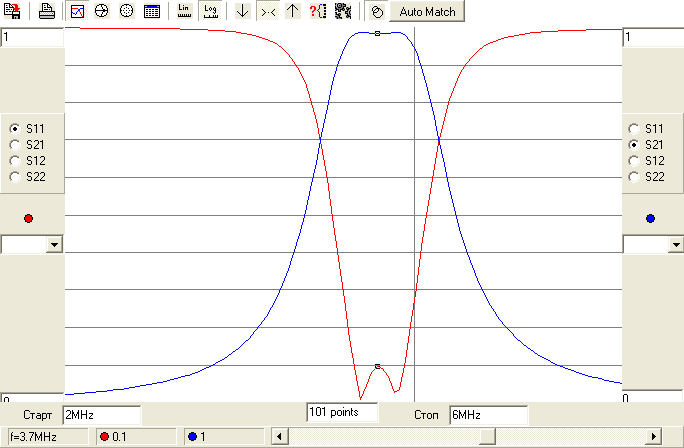 Lin
Log
Auto Match
1
1
S11
S21
S12
S22
S11
S21
S12
S22
0
0
Старт
2MHz
101 points
Стоп
6MHz
f=3.7MHz
0.1
1